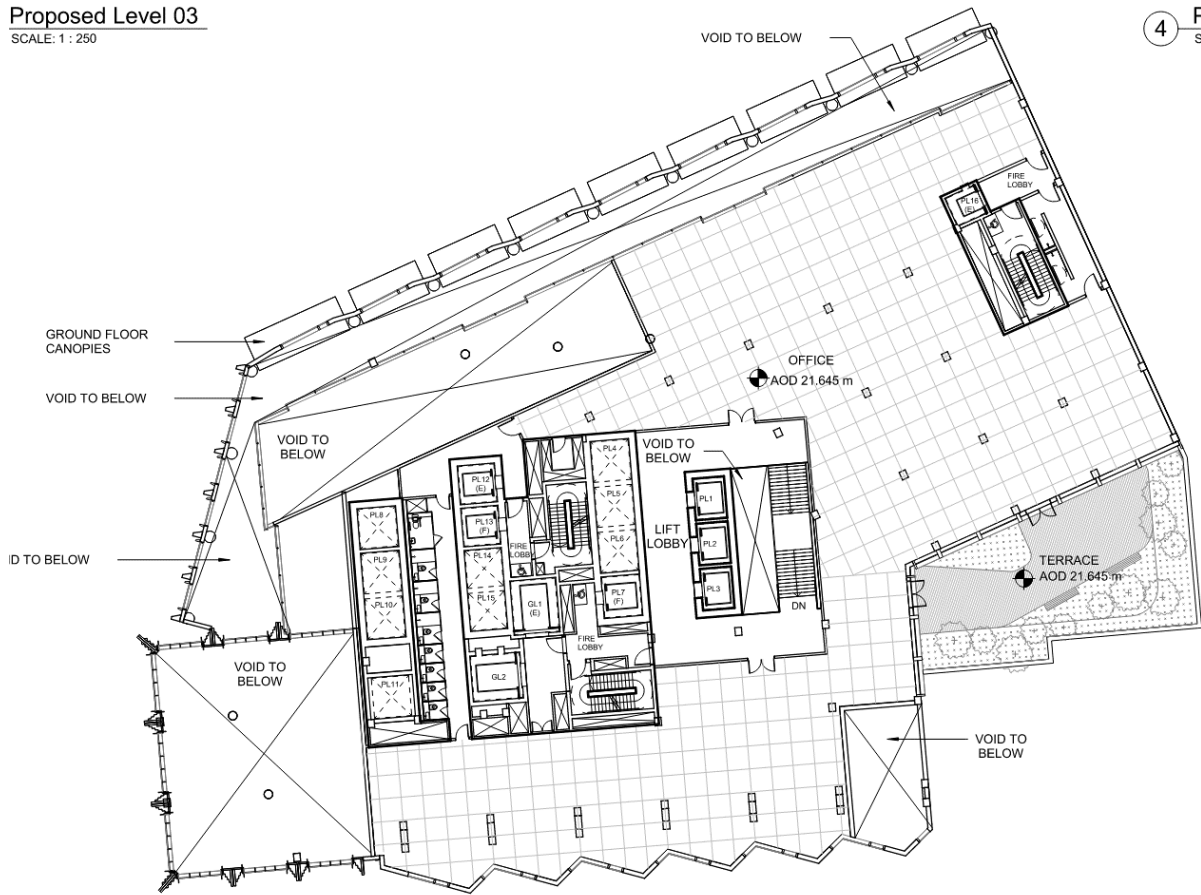 Proposed Level 03
SCALE: 1 : 250
VOID TO BELOW
4
P
S
FIRE
LOBBY
PL16
(E)
GROUND FLOOR
CANOPIES
OFFICE
AOD 21.645 m
VOID TO BELOW
VOID TO
BELOW
VOID TO
BELOW
PL4
PL12
(E)
PL1
PL5
PL8
PL13
(F)
LIFT
LOBBY
PL6
PL2
FIRE
LOBBY
PL9
PL14
ID TO BELOW
TERRACE
AOD 21.645 m
PL3
PL15
PL10
GL1
(E)
PL7
(F)
DN
FIRE
LOBBY
VOID TO
BELOW
GL2
PL11
VOID TO
BELOW